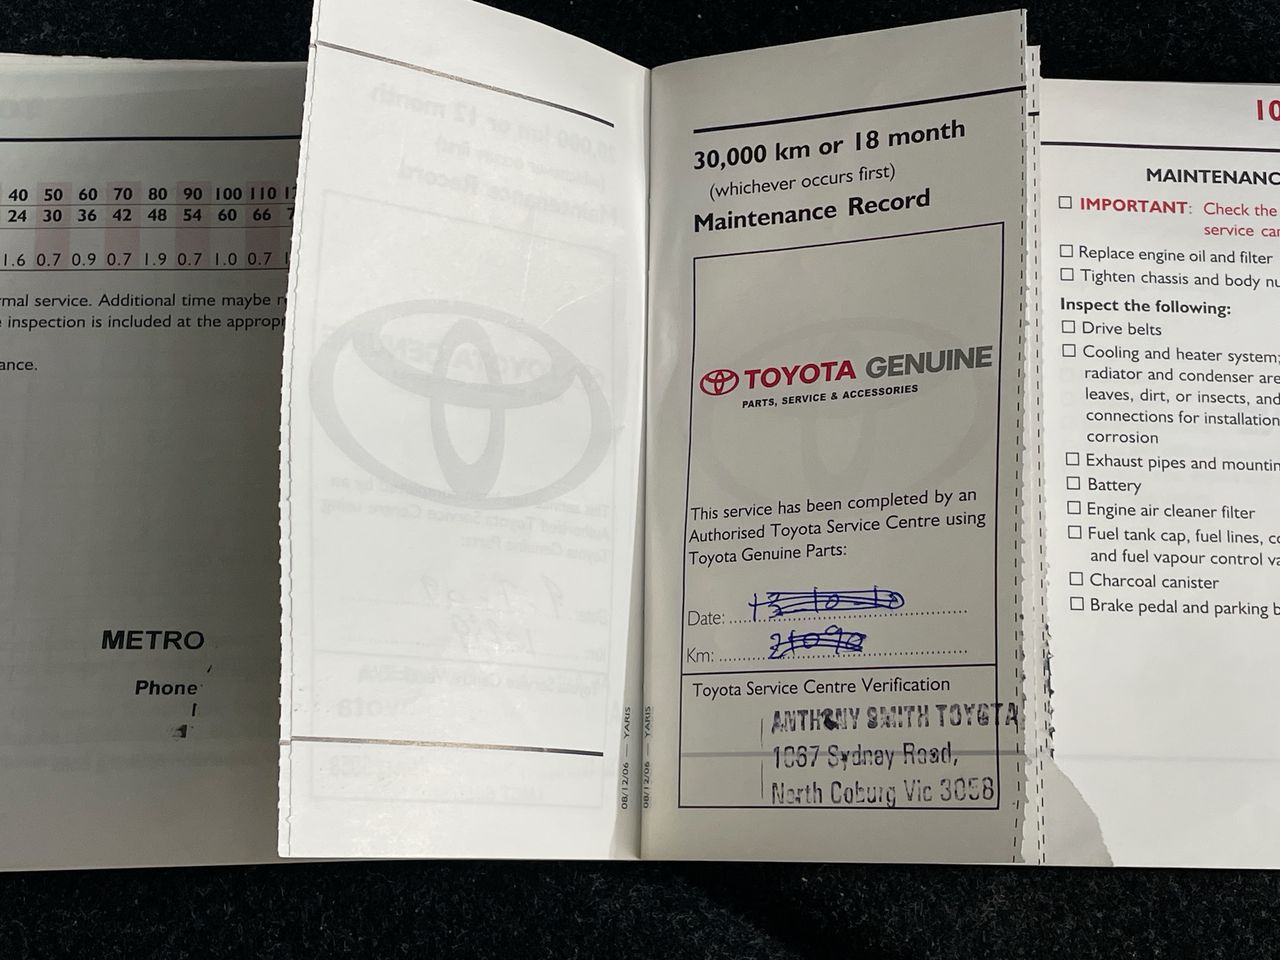 40 50 60 70 80 90 100 110
24 30 36 42 48 54 60 66
1.6 0.7 0.9 0.7 1.9 0.7 1.0 0.7
rmal service. Additional time maybe
inspection is included at the approp
ance.
METRO
Phone
08/12/06 — YARIS
08/12/06 — YARIS
30,000 km or 18 month
(whichever occurs first)
Maintenance Record
TOYOTA GENUINE
PARTS, SERVICE & ACCESSORIES
This service has been completed by an
Authorised Toyota Service Centre using
Toyota Genuine Parts:
Date:
Km:
Toyota Service Centre Verification
ANTHONY SMITH TOYOTA
1067 Sydney Road,
North Coburg Vic 3058
10
MAINTENANC
IMPORTANT: Check the
service car
Replace engine oil and filter
Tighten chassis and body nu
Inspect the following:
Drive belts
Cooling and heater system;
radiator and condenser are
leaves, dirt, or insects, and
connections for installation
corrosion
Exhaust pipes and mountin
Battery
Engine air cleaner filter
Fuel tank cap, fuel lines, co
and fuel vapour control va
Charcoal canister
Brake pedal and parking b